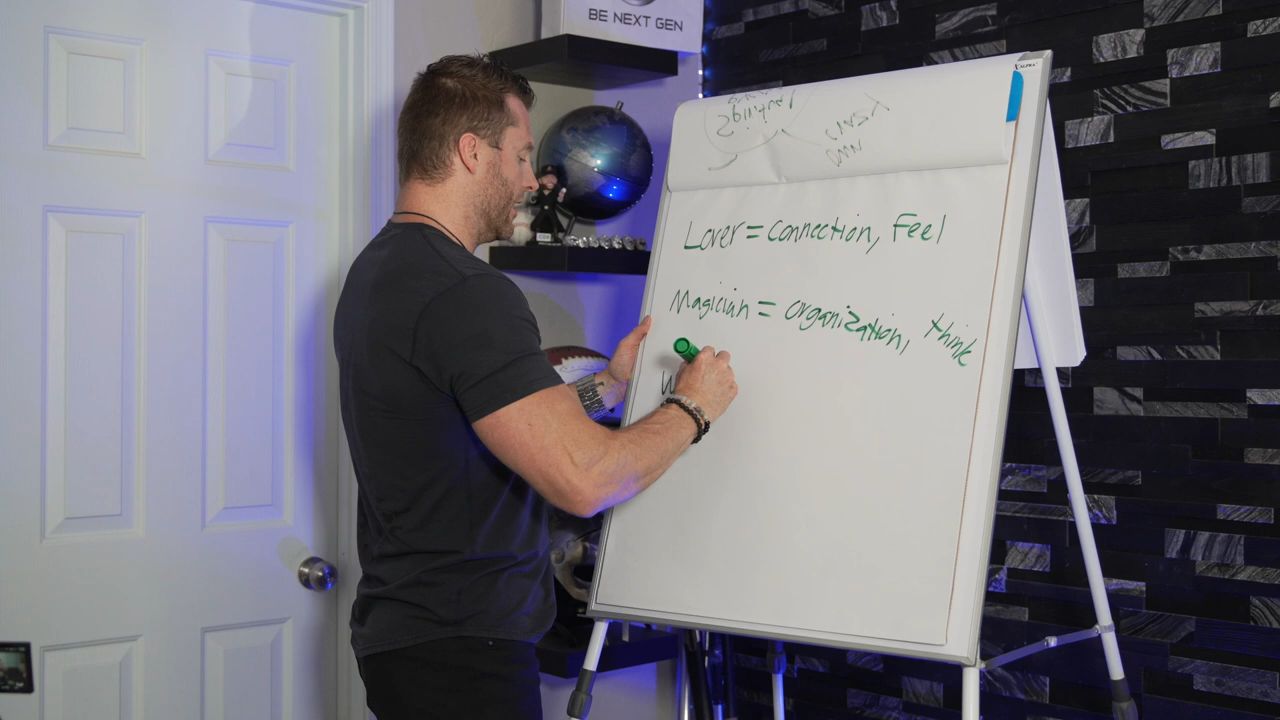 BE NEXT GEN
Lover = Connection, Feel
Magician = organization, think
W